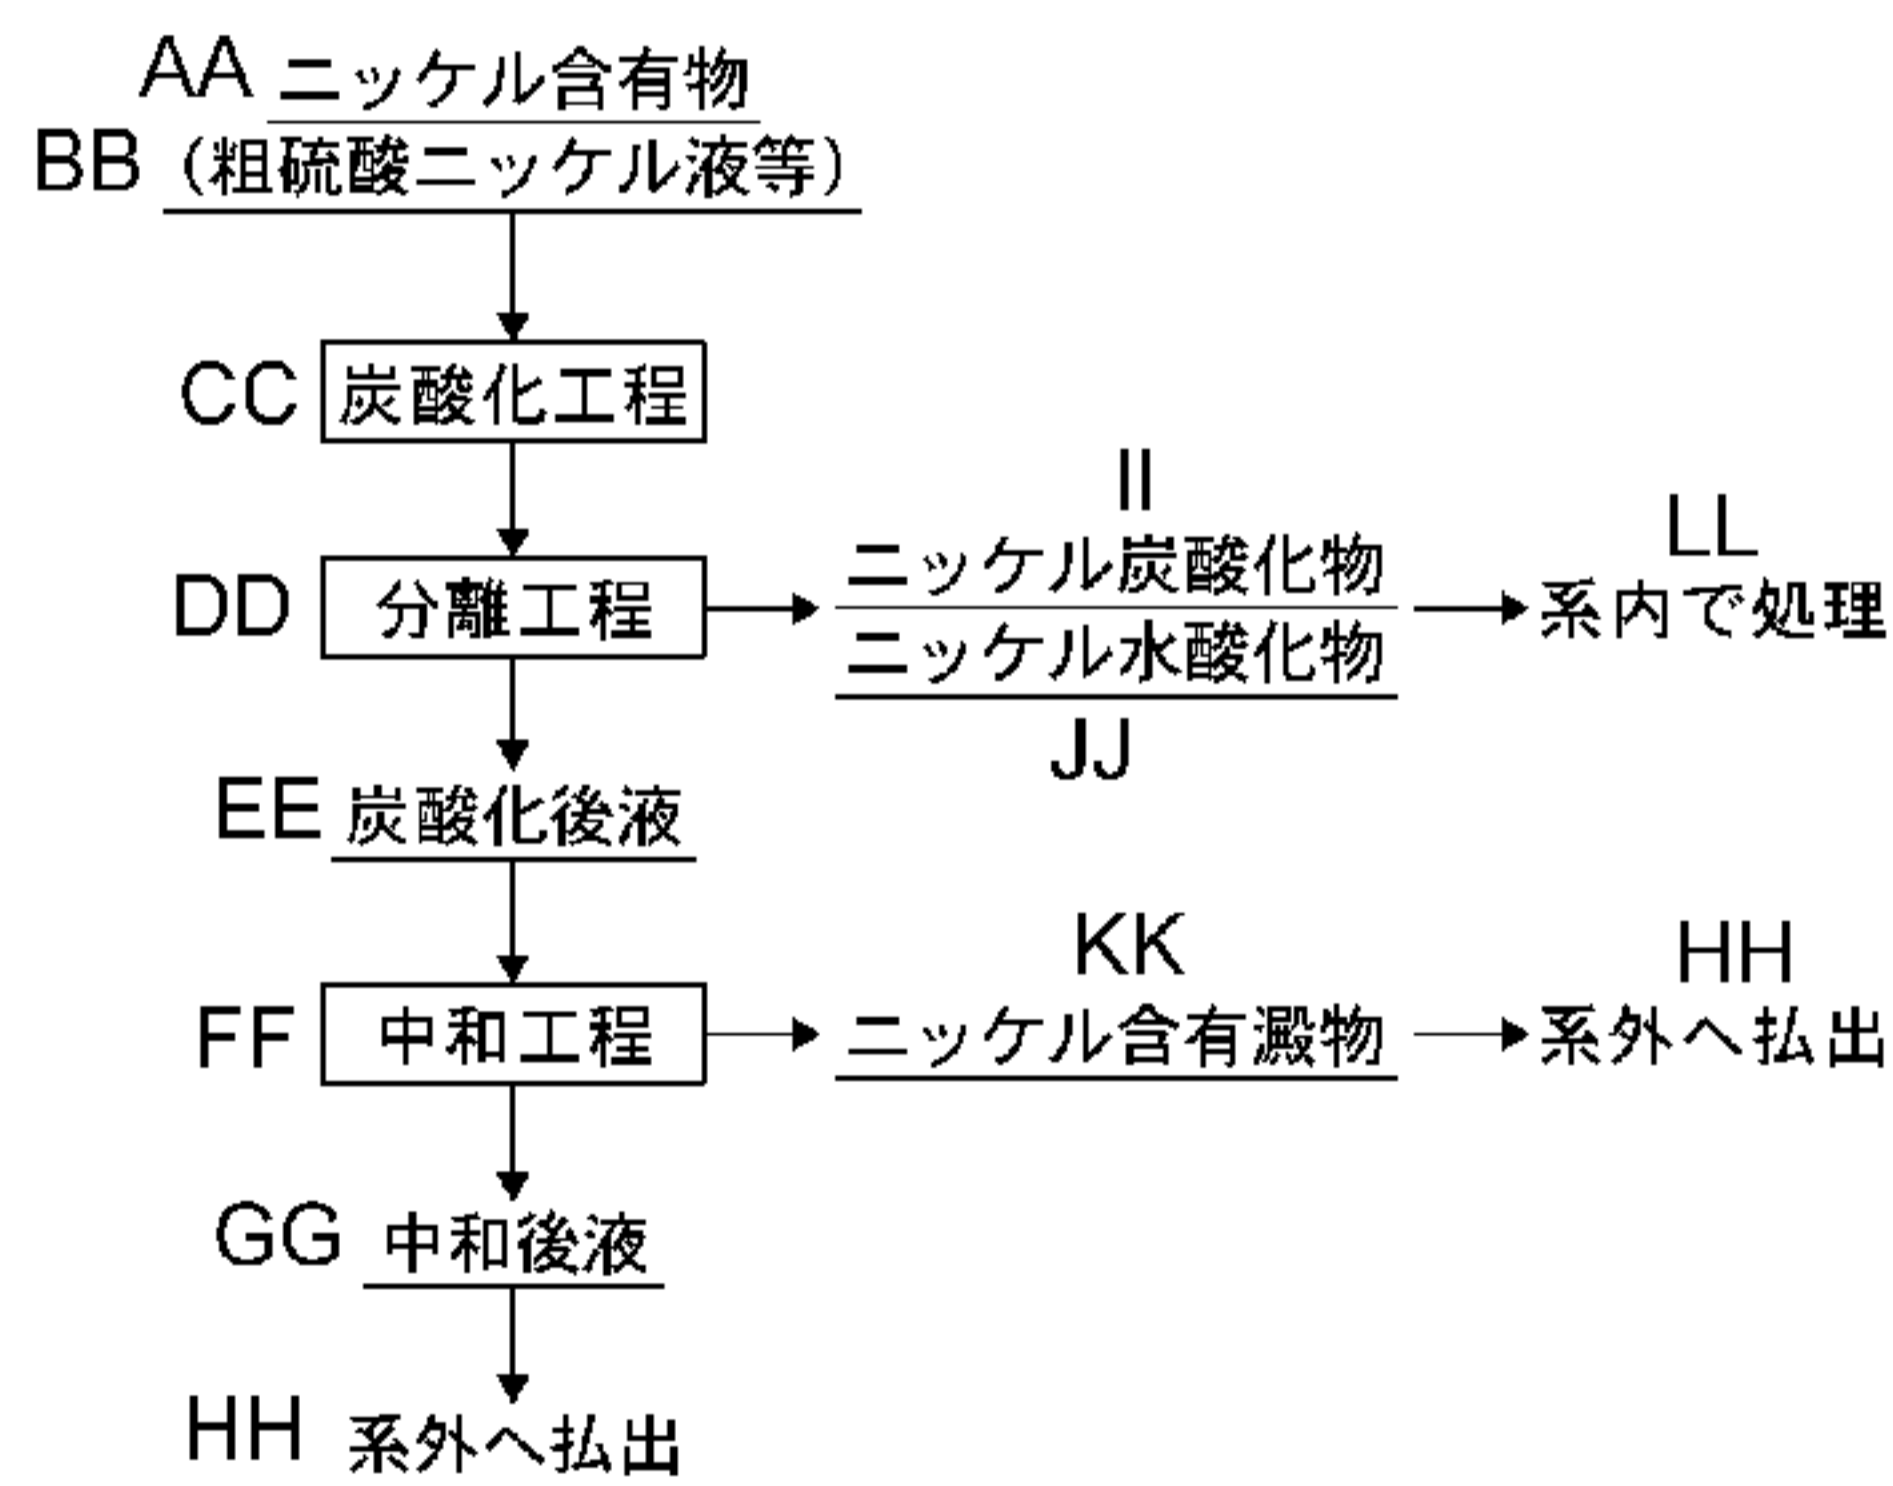 AA ニッケル含有物
BB （粗硫酸ニッケル液等）
CC 炭酸化工程
II
LL
DD 分離工程
ニッケル炭酸化物
ニッケル水酸化物
系内で処理
JJ
EE 炭酸化後液
KK
HH
FF 中和工程
ニッケル含有澱物
系外へ払出
GG 中和後液
HH 系外へ払出